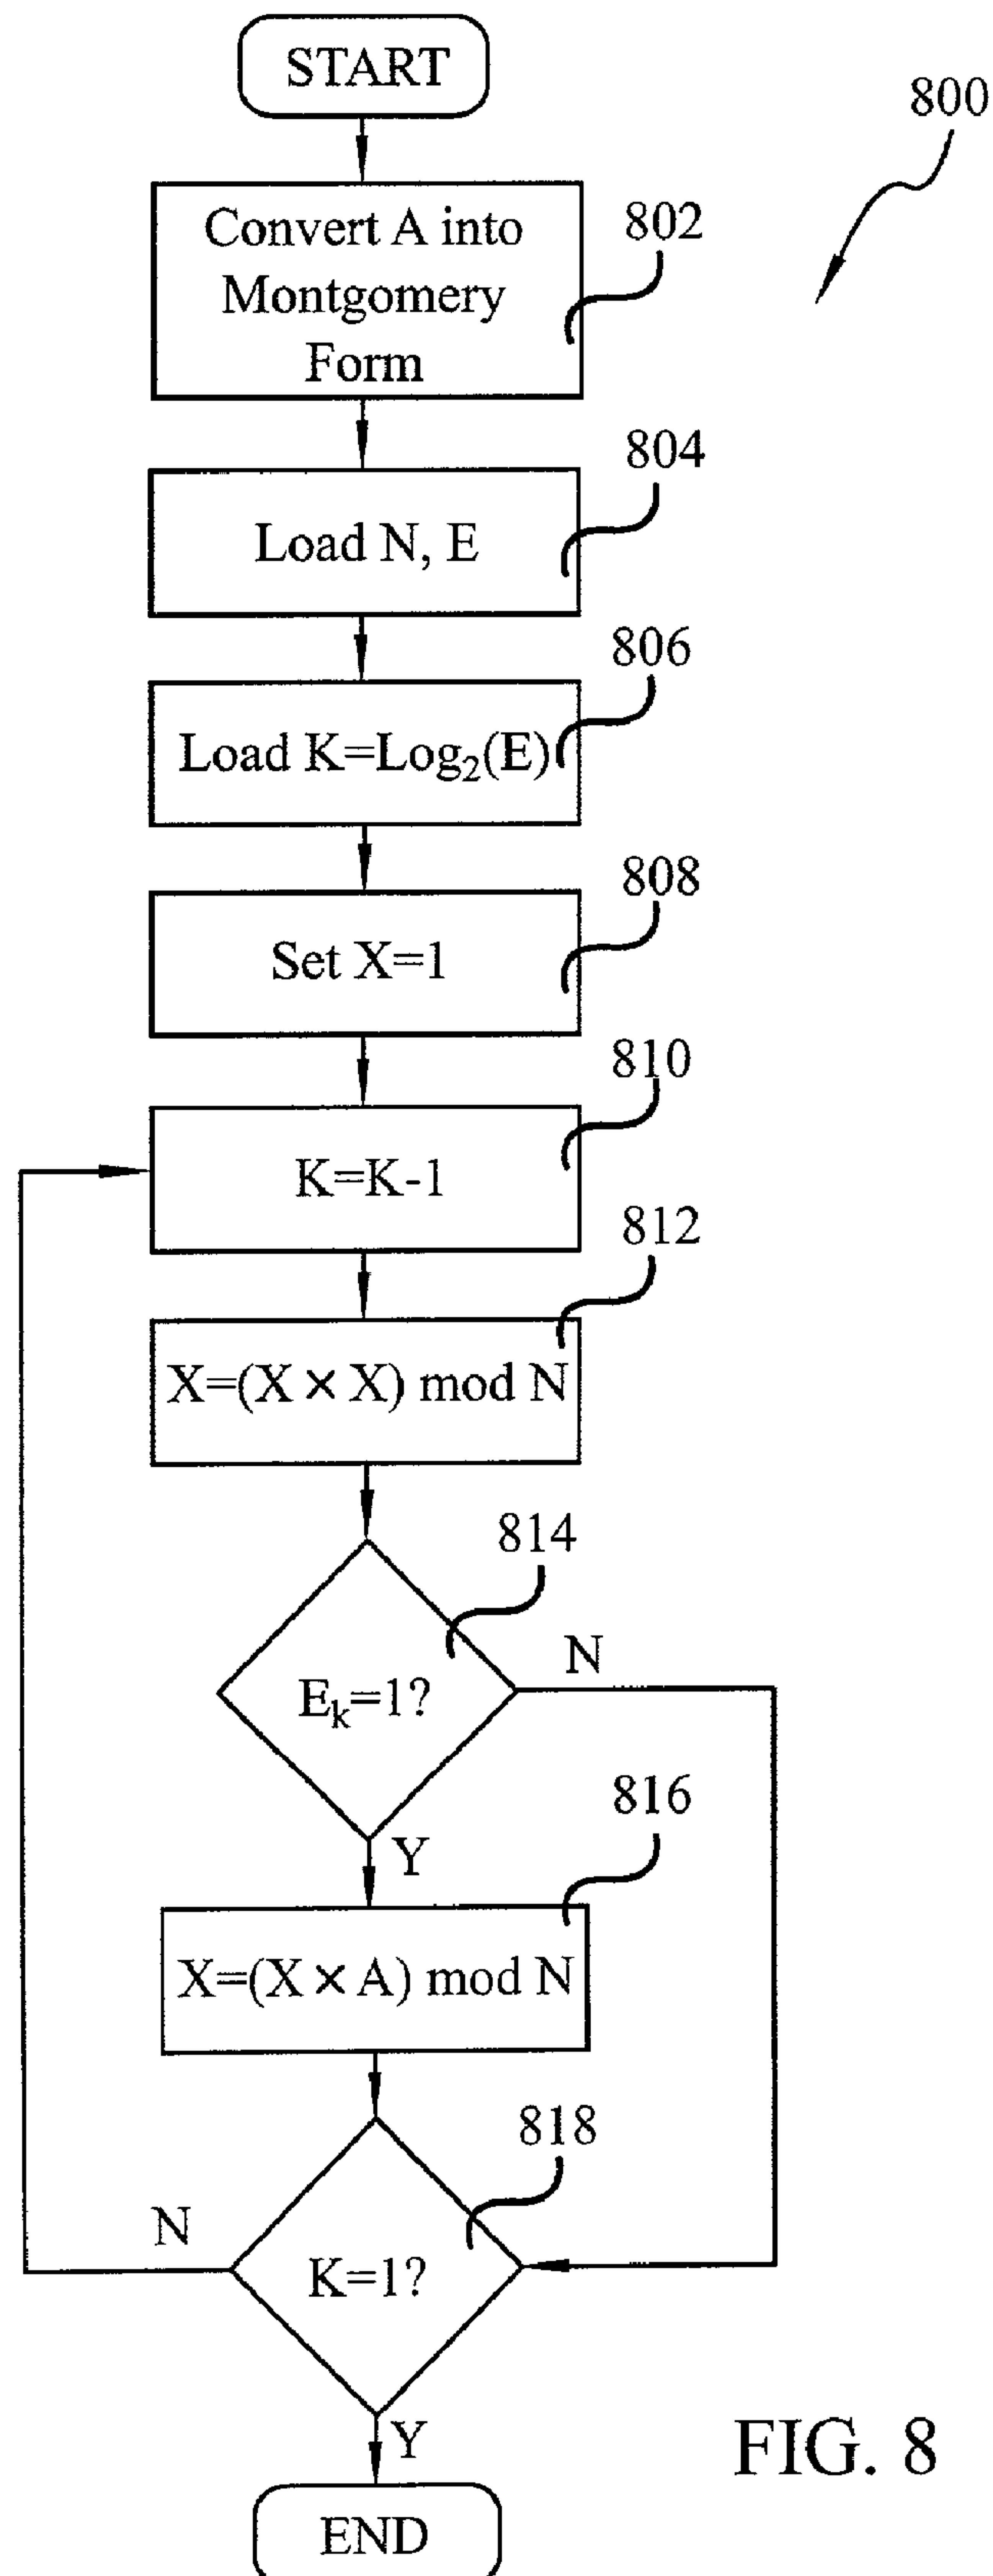 START
800
Convert A into
Montgomery
Form
802
Load N, E
804
Load K=Log₂(E)
806
Set X=1
808
K=K-1
810
X=(X × X) mod N
812
Eₖ=1?
814
N
Y
X=(X × A) mod N
816
K=1?
818
N
Y
END
FIG. 8